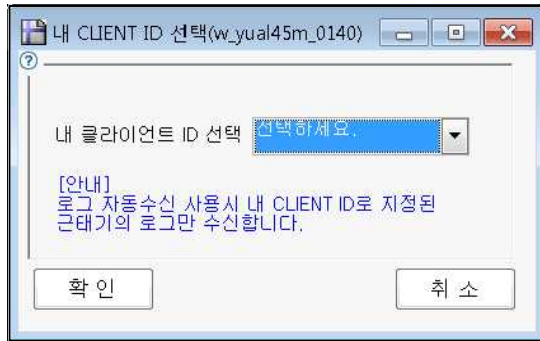 내 CLIENT ID 선택(w_yual45m_0140)
내 클라이언트 ID 선택 선택하세요.
[안내]
로그 자동수신 사용시 내 CLIENT ID로 지정된
근태기의 로그만 수신합니다.
확 인 취 소